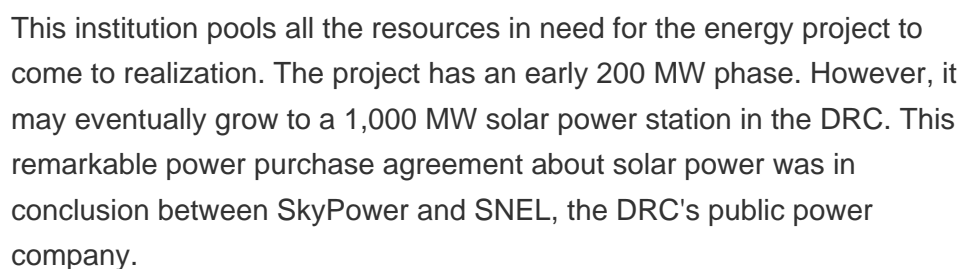 This institution pools all the resources in need for the energy project to
come to realization. The project has an early 200 MW phase. However, it
may eventually grow to a 1,000 MW solar power station in the DRC. This
remarkable power purchase agreement about solar power was in
conclusion between SkyPower and SNEL, the DRC's public power
company.